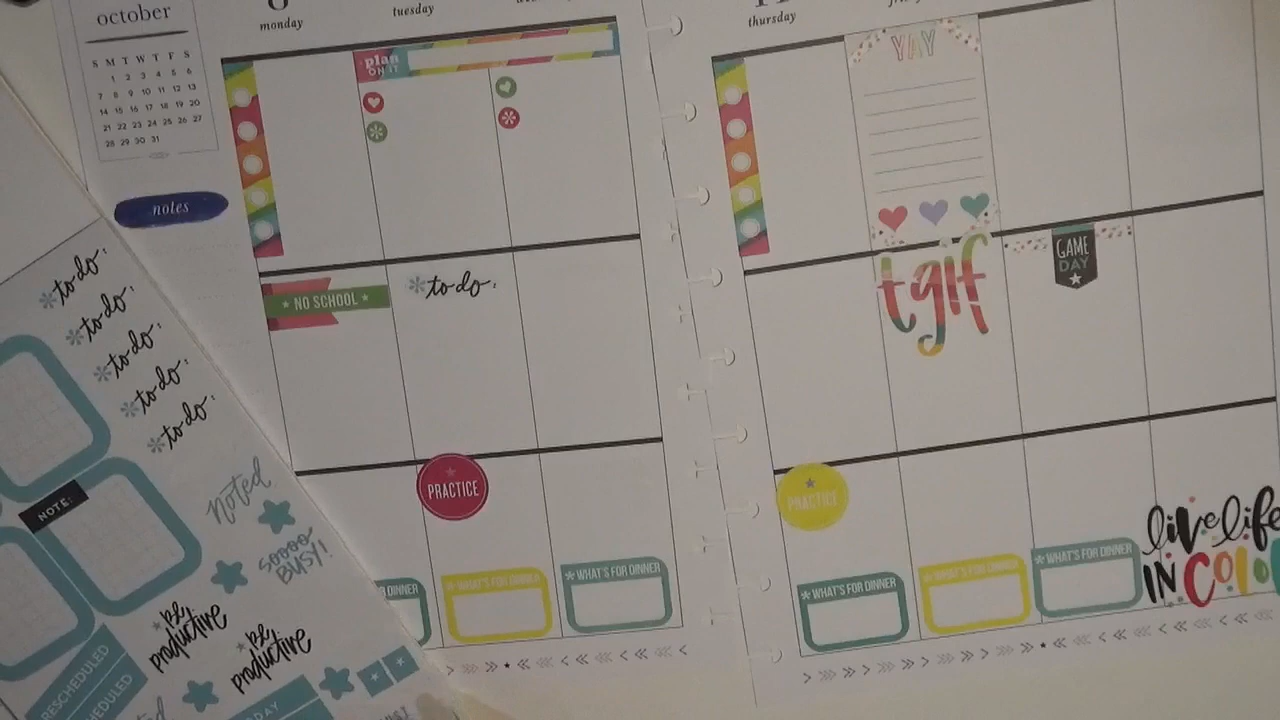 october
S M T W T F S
1 2 3 4 5 6
7 8 9 10 11 12 13
14 15 16 17 18 19 20
21 22 23 24 25 26 27
28 29 30 31
notes
monday
tuesday
plan
ON IT
NO SCHOOL
to do.
PRACTICE
DINNER
WHAT'S FOR DINNER
WHAT'S FOR DINNER
thursday
YAY
tgif
GAME
DAY
PRACTICE
WHAT'S FOR DINNER
WHAT'S FOR DINNER
WHAT'S FOR DINNER
live life
IN COLO
to do.
to do.
to do.
to do.
to do.
NOTE:
noted
soooo
BUSY!
be
productive
be
productive
RESCHEDULED